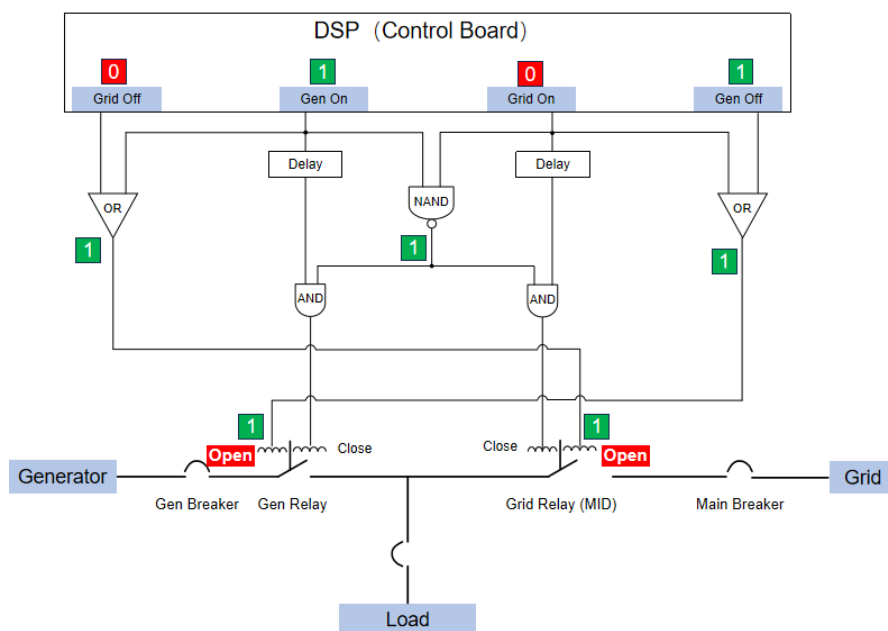 DSP（Control Board）
0
1
0
1
Grid Off
Gen On
Grid On
Gen Off
Delay
Delay
OR
NAND
OR
1
1
1
AND
AND
1
1
Open
Close
Close
Open
Generator
Grid
Gen Breaker
Gen Relay
Grid Relay (MID)
Main Breaker
Load